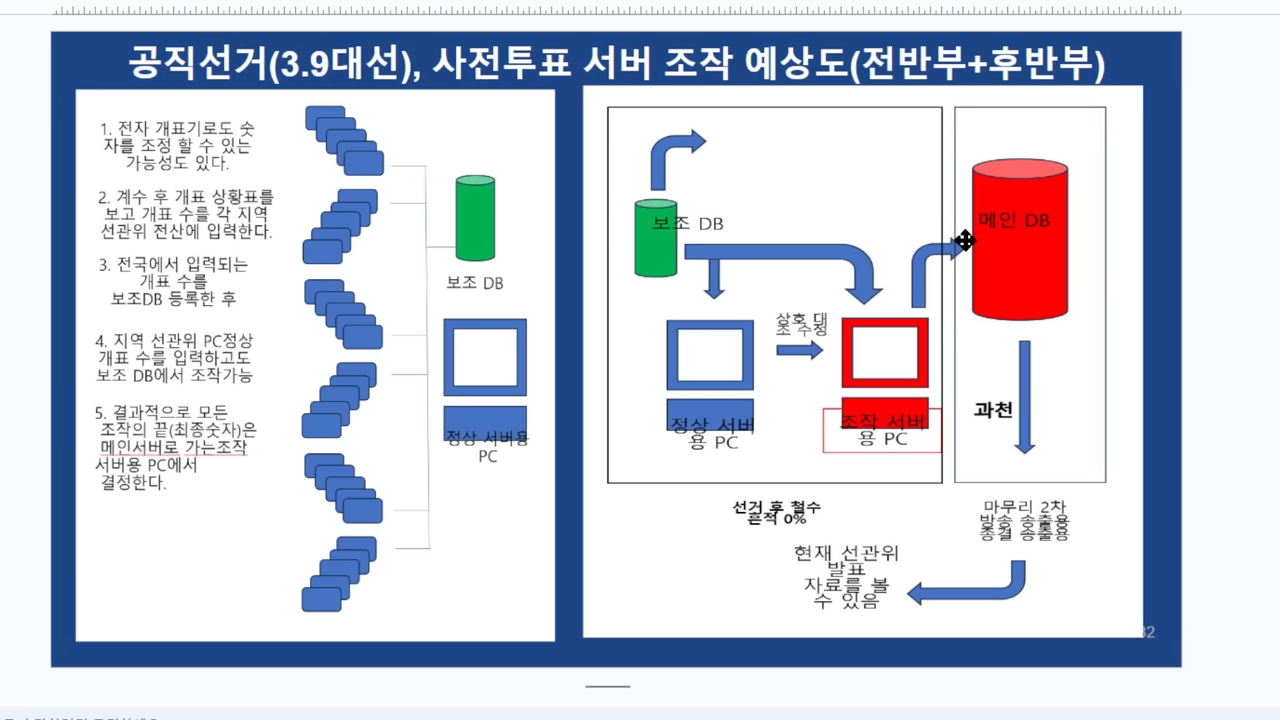 공직선거(3.9대선), 사전투표 서버 조작 예상도(전반부+후반부)
1. 전자 개표기로도 숫
자를 조정 할 수 있는
가능성도 있다.
2. 계수 후 개표 상황표를
보고 개표 수를 각 지역
선관위 전산에 입력한다.
3. 전국에서 입력되는
개표 수를
보조DB 등록한 후
4. 지역 선관위 PC정상
개표 수를 입력하고도
보조 DB에서 조작가능
5. 결과적으로 모든
조작의 끝(최종숫자)은
메인서버로 가는조작
서버용 PC에서
결정한다.
보조 DB
정상 서버용
PC
보조 DB
메인 DB
상호 대
조 수정
정상 서버
용 PC
조작 서버
용 PC
과천
선거 후 철수
흔적 0%
마무리 2차
방송 송출용
종결 송출용
현재 선관위
발표
자료를 볼
수 있음
32